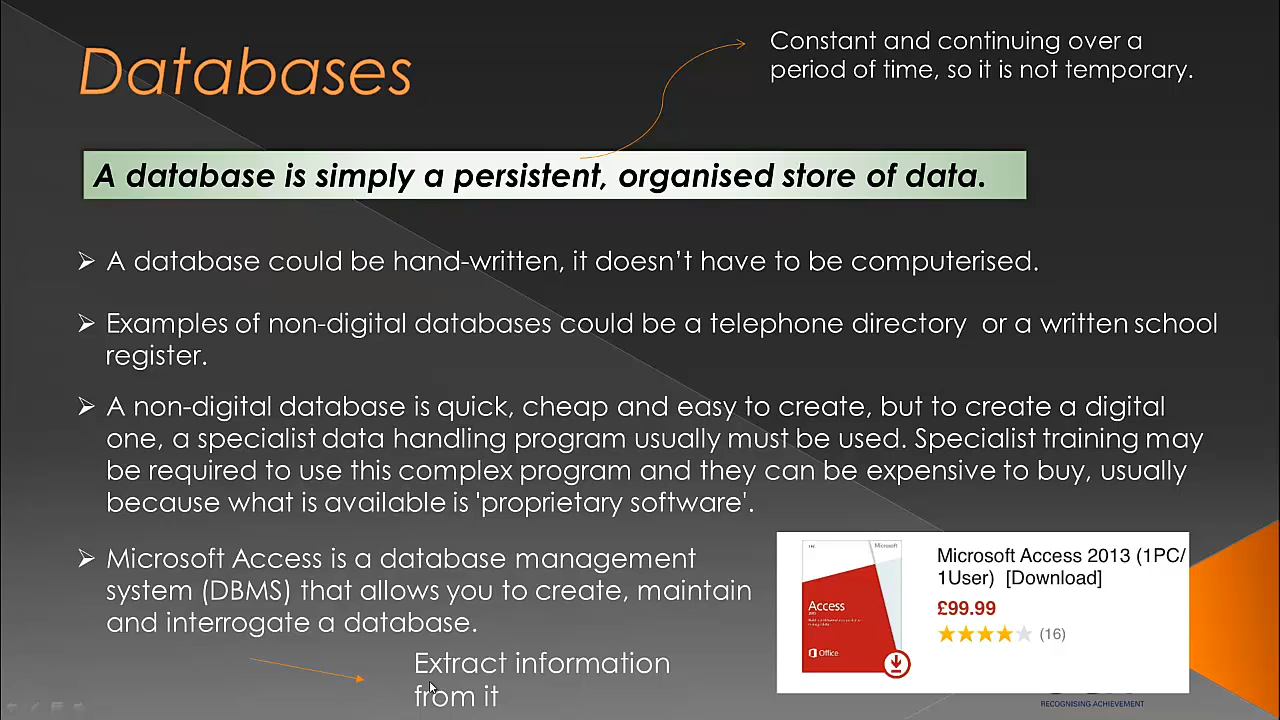 Databases
Constant and continuing over a
period of time, so it is not temporary.
A database is simply a persistent, organised store of data.
➢ A database could be hand-written, it doesn't have to be computerised.
➢ Examples of non-digital databases could be a telephone directory or a written school
register.
➢ A non-digital database is quick, cheap and easy to create, but to create a digital
one, a specialist data handling program usually must be used. Specialist training may
be required to use this complex program and they can be expensive to buy, usually
because what is available is 'proprietary software'.
➢ Microsoft Access is a database management
system (DBMS) that allows you to create, maintain
and interrogate a database.
Extract information
from it
Microsoft
Access
Office
Microsoft Access 2013 (1PC/
1User) [Download]
£99.99
(16)
RECOGNISING ACHIEVEMENT